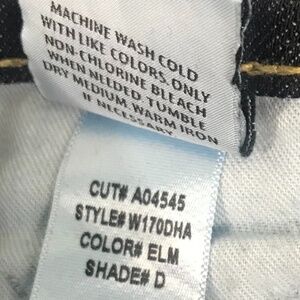 MACHINE WASH COLD
WITH LIKE COLORS. ONLY
NON-CHLORINE BLEACH
WHEN NEEDED. TUMBLE
DRY MEDIUM. WARM IRON
IF NECESSARY
CUT# A04545
STYLE# W170DHA
COLOR# ELM
SHADE# D